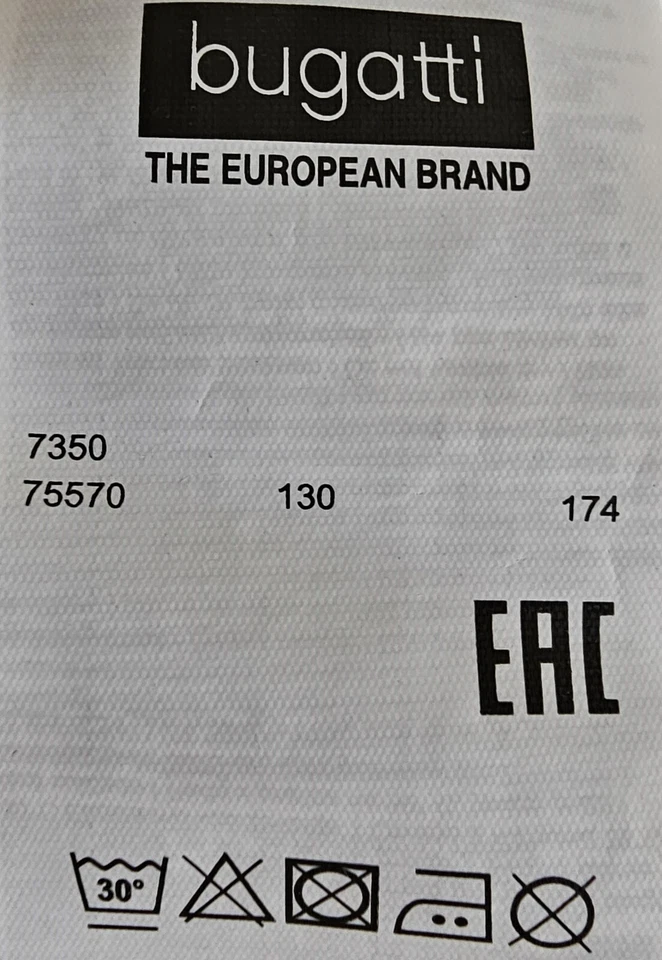 bugatti
THE EUROPEAN BRAND
7350
75570 130 174
EAC
30°